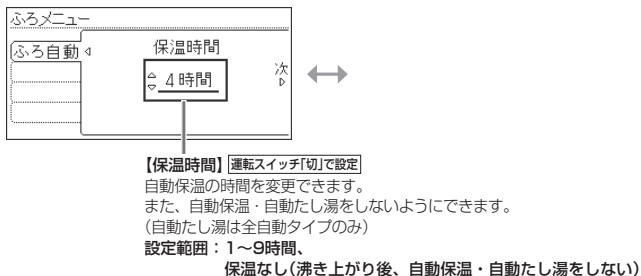 ふろメニュー
ふろ自動
保温時間
4時間
次
【保温時間】運転スイッチ「切」で設定
自動保温の時間を変更できます。
また、自動保温・自動たし湯をしないようにできます。
(自動たし湯は全自動タイプのみ)
設定範囲：1～9時間、
保温なし(沸き上がり後、自動保温・自動たし湯をしない)